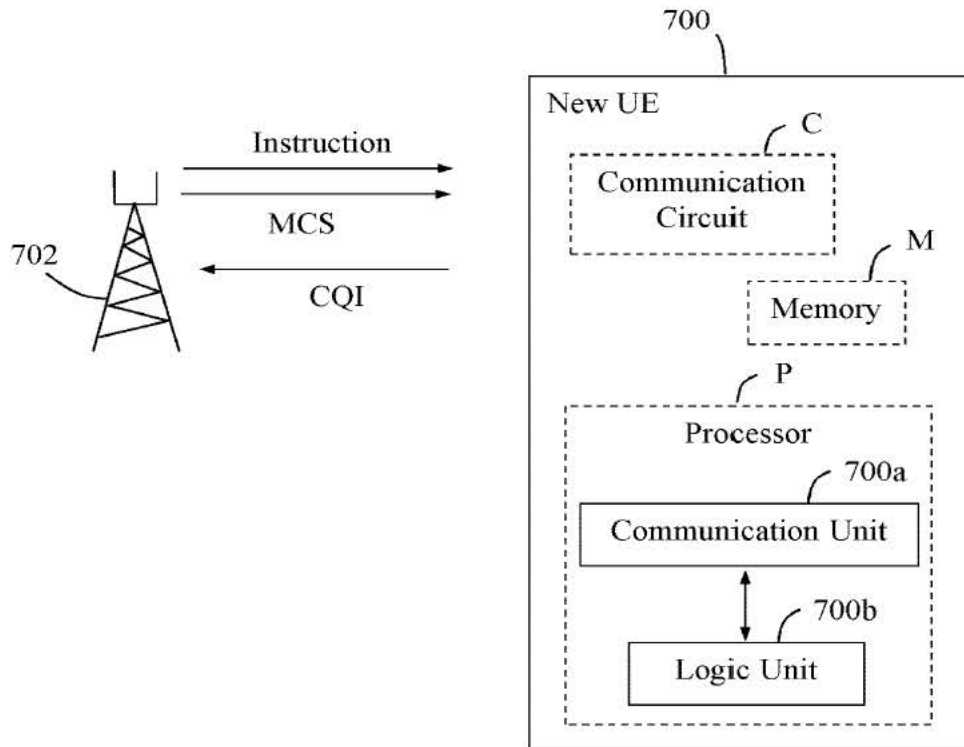 700
New UE
C
Instruction
Communication
Circuit
MCS
702
M
CQI
Memory
P
Processor
700a
Communication Unit
700b
Logic Unit